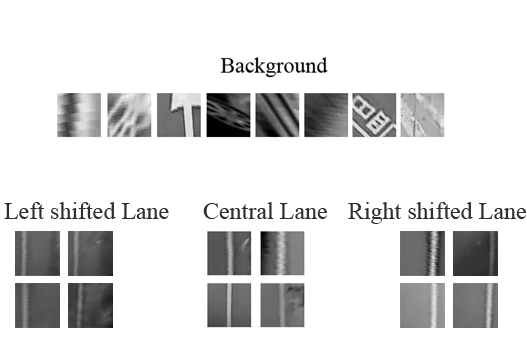 Background
Left shifted Lane
Central Lane
Right shifted Lane